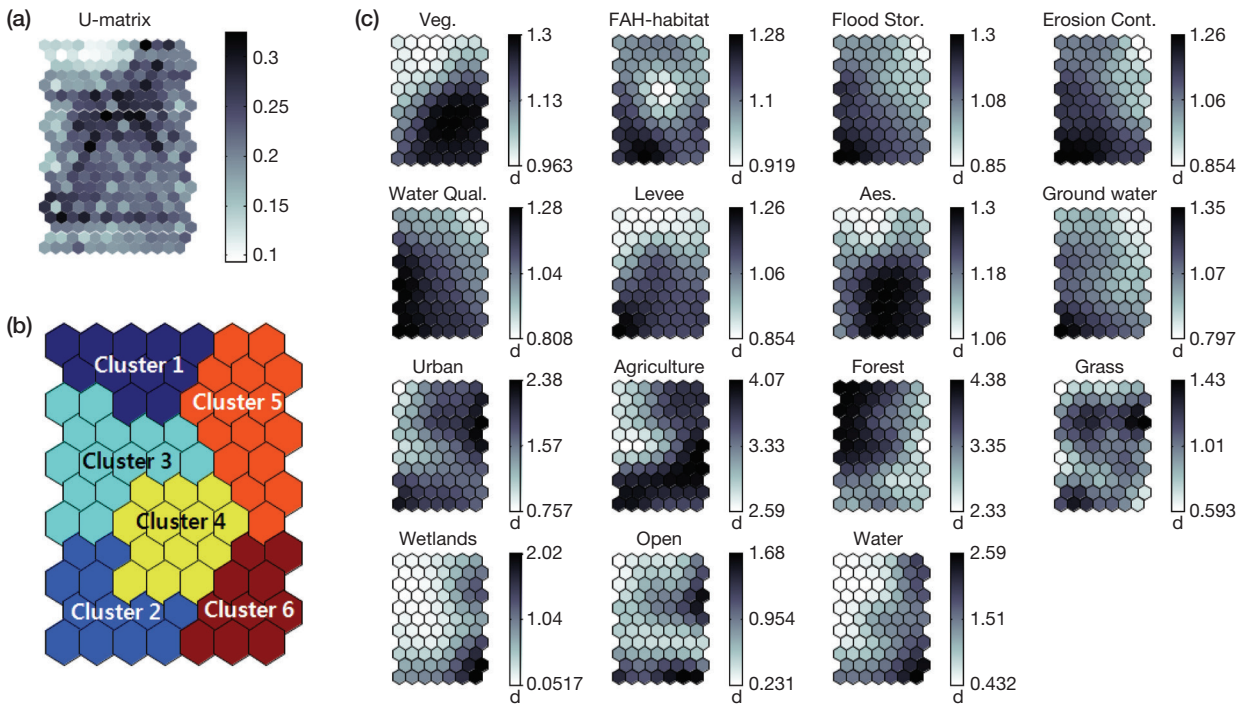 (a)
U-matrix
0.3
0.25
0.2
0.15
0.1
(b)
Cluster 1
Cluster 5
Cluster 3
Cluster 4
Cluster 2
Cluster 6
(c)
Veg.
1.3
1.13
0.963
d
FAH-habitat
1.28
1.1
0.919
d
Flood Stor.
1.3
1.08
0.85
d
Erosion Cont.
1.26
1.06
0.854
d
Water Qual.
1.28
1.04
0.808
d
Levee
1.26
1.06
0.854
d
Aes.
1.3
1.18
1.06
d
Ground water
1.35
1.07
0.797
d
Urban
2.38
1.57
0.757
d
Agriculture
4.07
3.33
2.59
d
Forest
4.38
3.35
2.33
d
Grass
1.43
1.01
0.593
d
Wetlands
2.02
1.04
0.0517
d
Open
1.68
0.954
0.231
d
Water
2.59
1.51
0.432
d